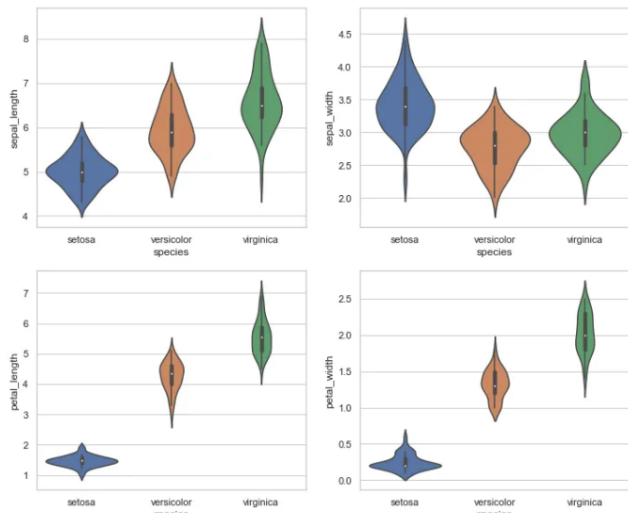 8
7
6
5
4
sepal_length
setosa versicolor virginica
species
4.5
4.0
3.5
3.0
2.5
2.0
sepal_width
setosa versicolor virginica
species
7
6
5
4
3
2
1
petal_length
setosa versicolor virginica
species
2.5
2.0
1.5
1.0
0.5
0.0
petal_width
setosa versicolor virginica
species